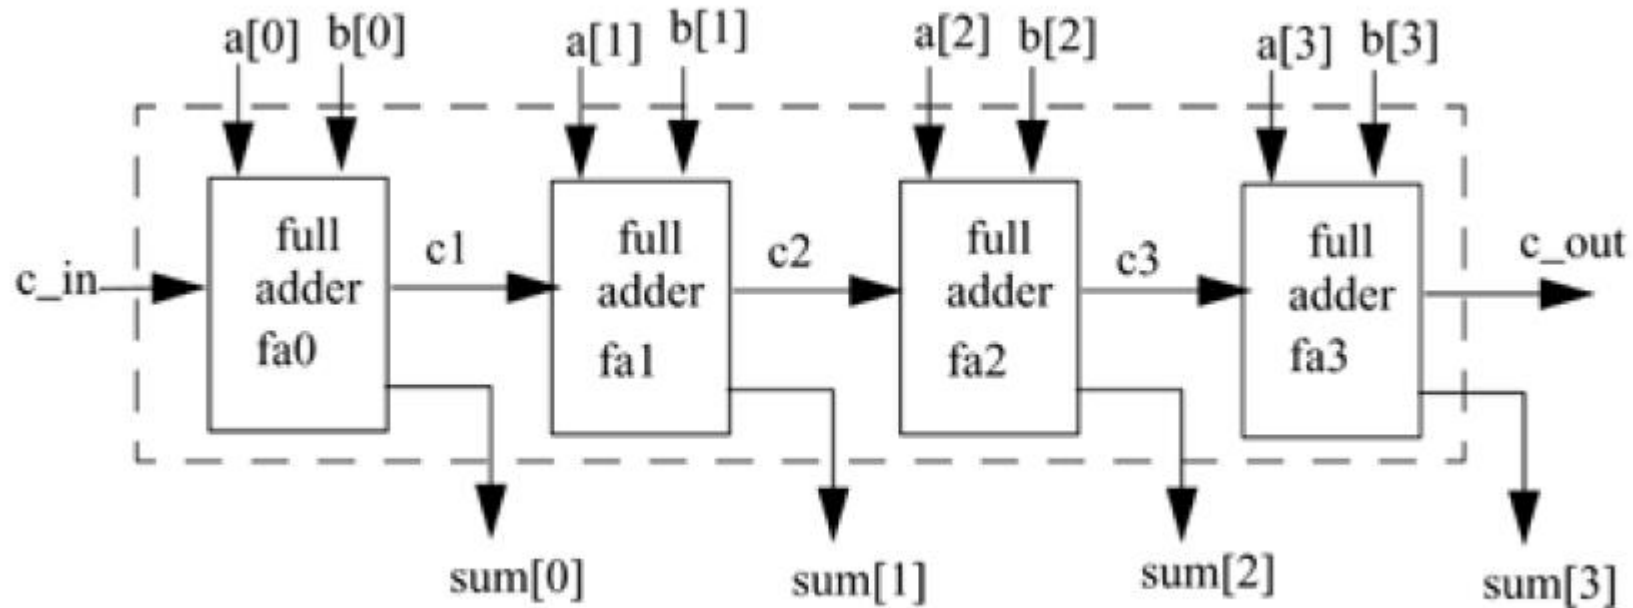 a[0] b[0] a[1] b[1] a[2] b[2] a[3] b[3]
full adder fa0
full adder fa1
full adder fa2
full adder fa3
c_in
c1
c2
c3
c_out
sum[0] sum[1] sum[2] sum[3]